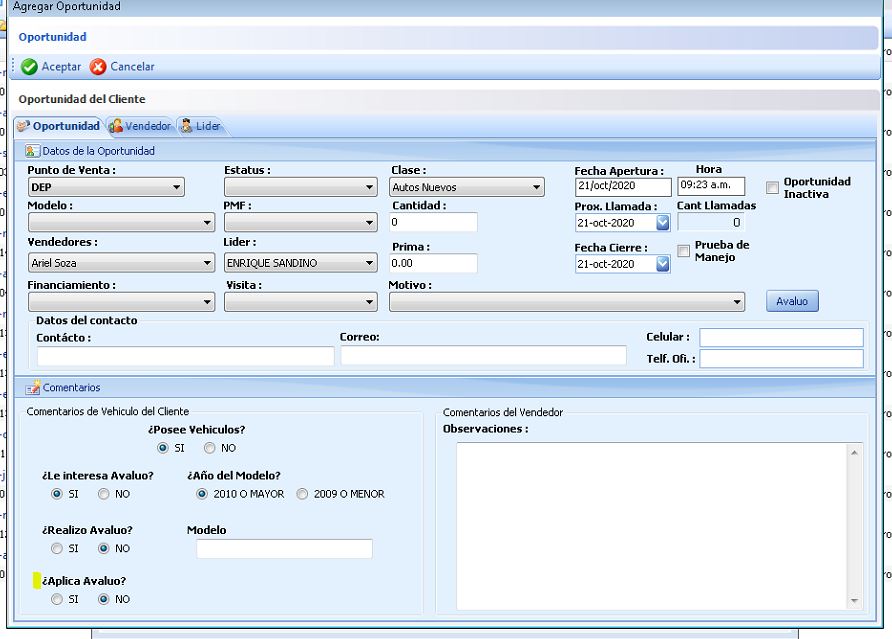 Agregar Oportunidad
Oportunidad
Aceptar Cancelar
Oportunidad del Cliente
Oportunidad Vendedor Lider
Datos de la Oportunidad
Punto de Venta : Estatus : Clase : Fecha Apertura : Hora
DEP Autos Nuevos 21/oct/2020 09:23 a.m. Oportunidad Inactiva
Modelo : PMF : Cantidad : Prox. Llamada : Cant Llamadas
0 21-oct-2020 0
Vendedores : Lider : Prima : Fecha Cierre : Prueba de Manejo
Ariel Soza ENRIQUE SANDINO 0.00 21-oct-2020
Financiamiento : Visita : Motivo :
Avaluo
Datos del contacto
Contácto : Correo: Celular :
Telf. Ofi. :
Comentarios
Comentarios de Vehiculo del Cliente Comentarios del Vendedor
¿Posee Vehiculos? Observaciones :
SI NO
¿Le interesa Avaluo? ¿Año del Modelo?
SI NO 2010 O MAYOR 2009 O MENOR
¿Realizo Avaluo? Modelo
SI NO
¿Aplica Avaluo?
SI NO